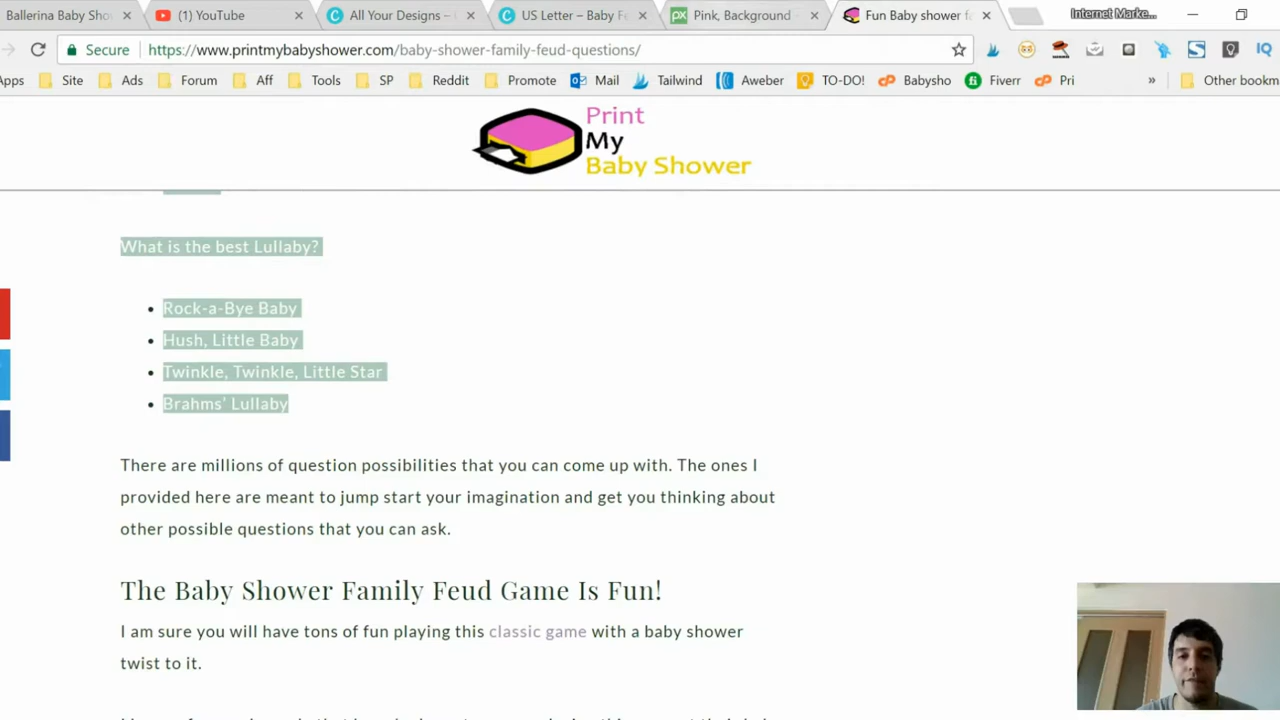 Ballerina Baby Sho
(1) YouTube
All Your Designs –
US Letter – Baby F
Pink, Background
Fun Baby shower f
Internet Marke...
Secure
https://www.printmybabyshower.com/baby-shower-family-feud-questions/
Apps
Site
Ads
Forum
Aff
Tools
SP
Reddit
Promote
Mail
Tailwind
Aweber
TO-DO!
Babysho
Fiverr
Pri
»
Other bookm
Print
My
Baby Shower
What is the best Lullaby?
• Rock-a-Bye Baby
• Hush, Little Baby
• Twinkle, Twinkle, Little Star
• Brahms' Lullaby
There are millions of question possibilities that you can come up with. The ones I
provided here are meant to jump start your imagination and get you thinking about
other possible questions that you can ask.
The Baby Shower Family Feud Game Is Fun!
I am sure you will have tons of fun playing this classic game with a baby shower
twist to it.